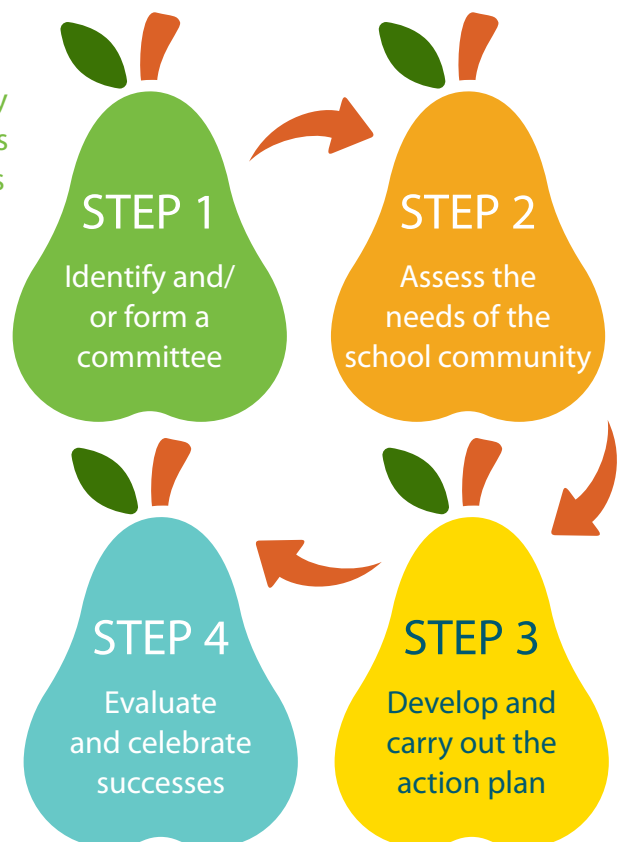 STEP 1
Identify and/
or form a
committee
STEP 2
Assess the
needs of the
school community
STEP 3
Develop and
carry out the
action plan
STEP 4
Evaluate
and celebrate
successes